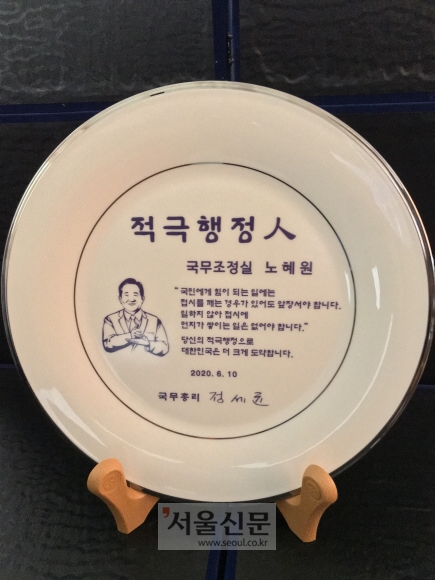 적극행정人
국무조정실 노혜원
"국민에게 힘이 되는 일에는
접시를 깨는 경우가 있어도 앞장서야 합니다.
일하지 않아 접시에
먼지가 쌓이는 일은 없어야 합니다."
당신의 적극행정으로
대한민국은 더 크게 도약합니다.
2020. 6. 10
국무총리 정세균
서울신문
www.seoul.co.kr